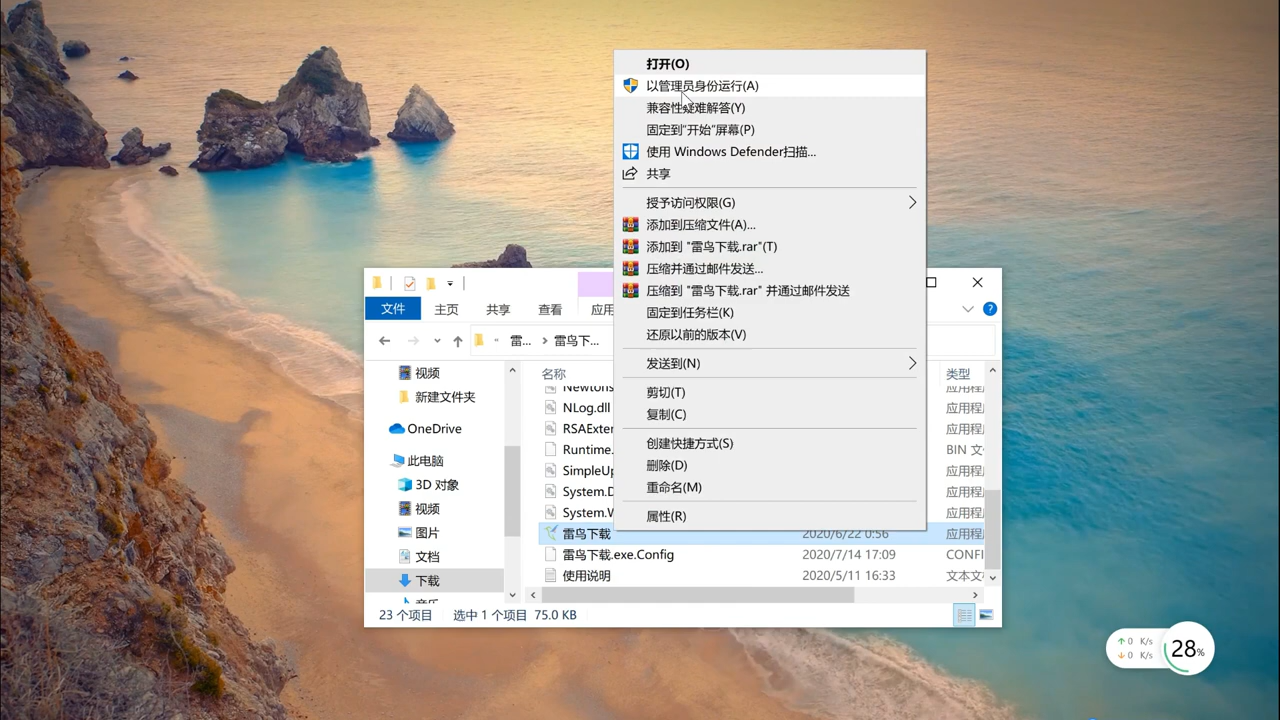 打开(O)
以管理员身份运行(A)
兼容性疑难解答(Y)
固定到"开始"屏幕(P)
使用 Windows Defender扫描...
共享
授予访问权限(G)
添加到压缩文件(A)...
添加到 "雷鸟下载.rar"(T)
压缩并通过邮件发送...
压缩到 "雷鸟下载.rar" 并通过邮件发送
固定到任务栏(K)
还原以前的版本(V)
发送到(N)
剪切(T)
复制(C)
创建快捷方式(S)
删除(D)
重命名(M)
属性(R)
文件 主页 共享 查看 应用
雷... 雷鸟下...
视频
新建文件夹
OneDrive
此电脑
3D 对象
视频
图片
文档
下载
名称 类型
Newtons 应用程
NLog.dll 应用程
RSAExter 应用程
Runtime. BIN 文
SimpleUp 应用程
System.D 应用程
System.W 应用程
雷鸟下载 2020/6/22 0:56 应用程
雷鸟下载.exe.Config 2020/7/14 17:09 CONFI
使用说明 2020/5/11 16:33 文本文
23 个项目 选中 1 个项目 75.0 KB
0 K/s
0 K/s
28%